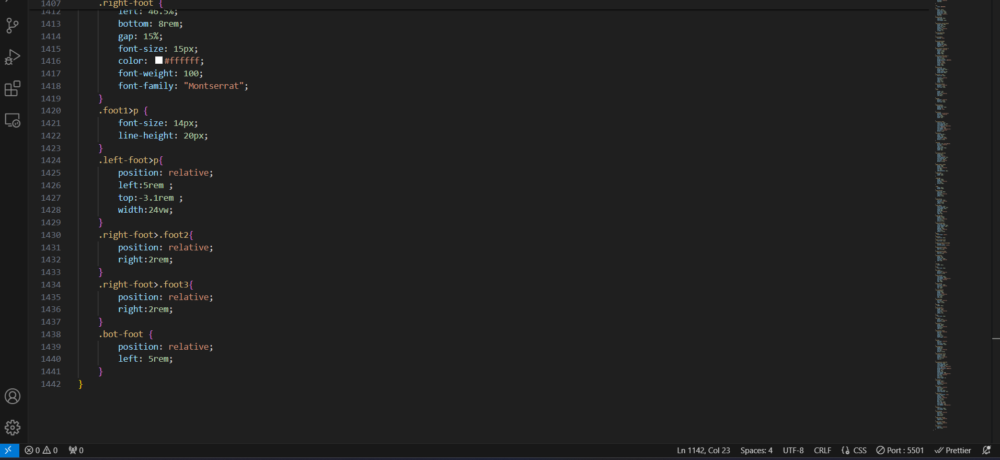 1407 .right-foot {
1412 left: 46.5%;
1413 bottom: 8rem;
1414 gap: 15%;
1415 font-size: 15px;
1416 color: #ffffff;
1417 font-weight: 100;
1418 font-family: "Montserrat";
1419 }
1420 .foot1>p {
1421 font-size: 14px;
1422 line-height: 20px;
1423 }
1424 .left-foot>p{
1425 position: relative;
1426 left:5rem ;
1427 top:-3.1rem ;
1428 width:24vw;
1429 }
1430 .right-foot>.foot2{
1431 position: relative;
1432 right:2rem;
1433 }
1434 .right-foot>.foot3{
1435 position: relative;
1436 right:2rem;
1437 }
1438 .bot-foot {
1439 position: relative;
1440 left: 5rem;
1441 }
1442 }
0 0 0 Ln 1142, Col 23 Spaces: 4 UTF-8 CRLF CSS Port : 5501 Prettier